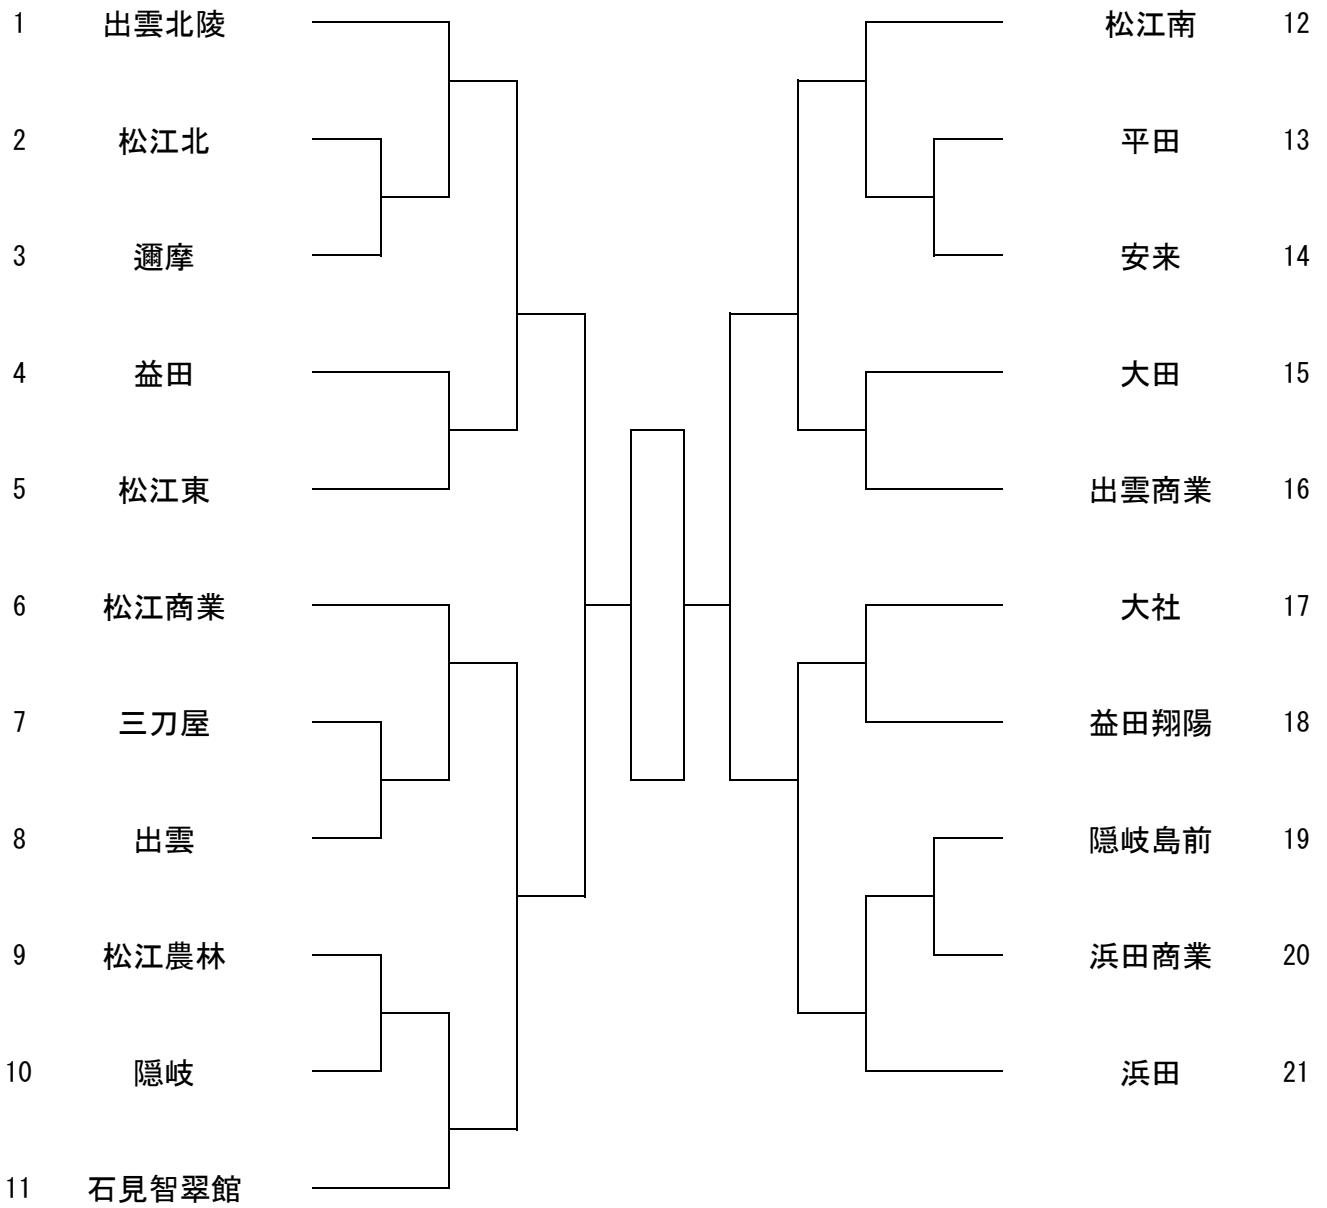 1 出雲北陵 松江南 12
2 松江北 平田 13
3 邇摩 安来 14
4 益田 大田 15
5 松江東 出雲商業 16
6 松江商業 大社 17
7 三刀屋 益田翔陽 18
8 出雲 隠岐島前 19
9 松江農林 浜田商業 20
10 隠岐 浜田 21
11 石見智翠館